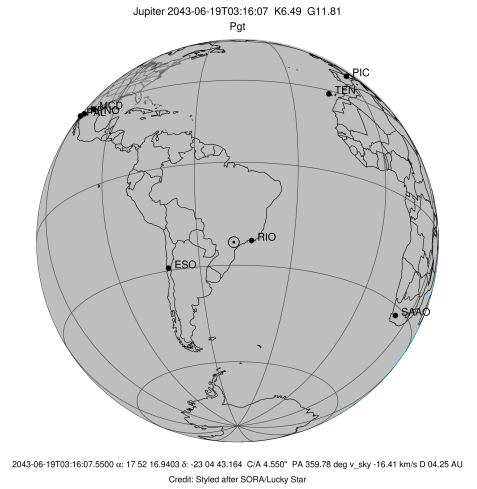 Jupiter 2043-06-19T03:16:07 K6.49 G11.81
Pgt
PIC
TEN
MCD
RIO
ESO
SAAO
2043-06-19T03:16:07.5500 α: 17 52 16.9403 δ: -23 04 43.164 C/A 4.550" PA 359.78 deg v_sky -16.41 km/s D 04.25 AU
Credit: Styled after SORA/Lucky Star